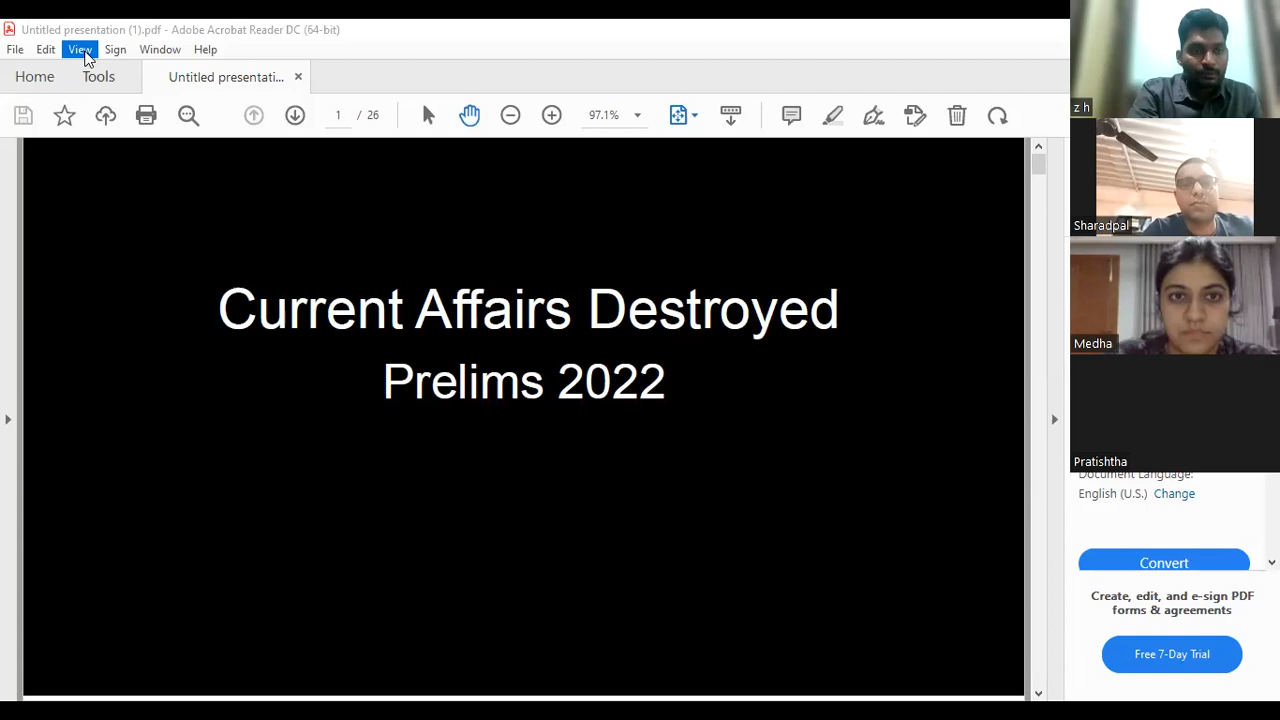 Untitled presentation (1).pdf - Adobe Acrobat Reader DC (64-bit)
File Edit View Sign Window Help
Home Tools Untitled presentati... ×
1 / 26 97.1%
Current Affairs Destroyed
Prelims 2022
z h
Sharadpal
Medha
Pratishtha
Document Language:
English (U.S.) Change
Convert
Create, edit, and e-sign PDF
forms & agreements
Free 7-Day Trial